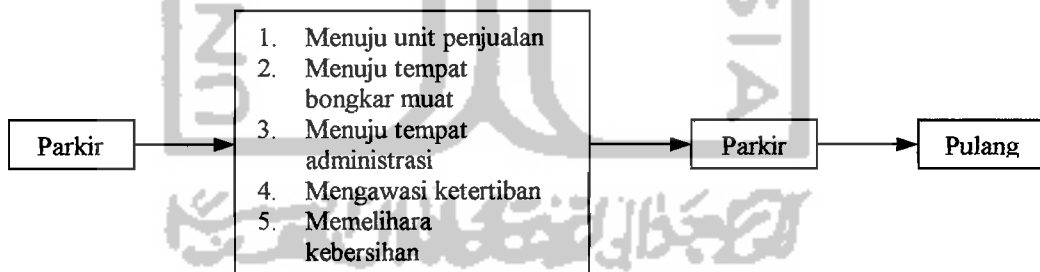 Parkir
1. Menuju unit penjualan
2. Menuju tempat
bongkar muat
3. Menuju tempat
administrasi
4. Mengawasi ketertiban
5. Memelihara
kebersihan
Parkir
Pulang